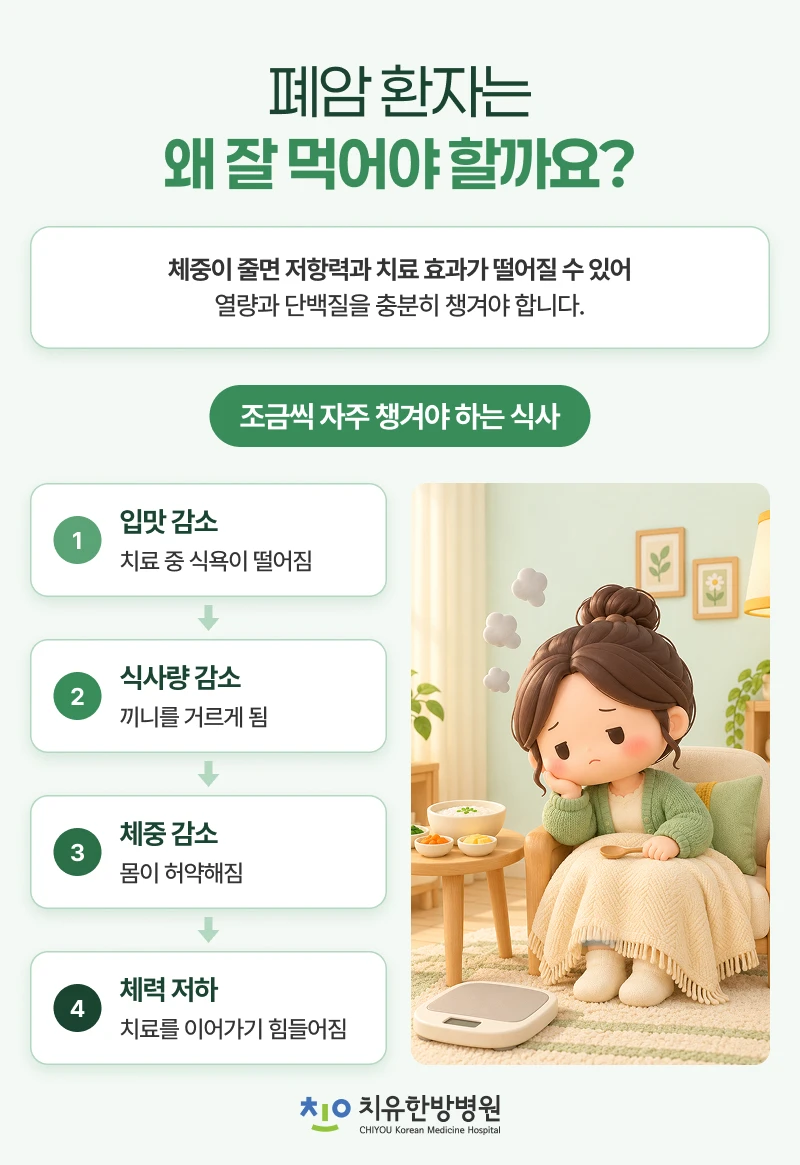 폐암 환자는
왜 잘 먹어야 할까요?
체중이 줄면 저항력과 치료 효과가 떨어질 수 있어
열량과 단백질을 충분히 챙겨야 합니다.
조금씩 자주 챙겨야 하는 식사
1
입맛 감소
치료 중 식욕이 떨어짐
2
식사량 감소
끼니를 거르게 됨
3
체중 감소
몸이 허약해짐
4
체력 저하
치료를 이어가기 힘들어짐
치유한방병원
CHIYOU Korean Medicine Hospital